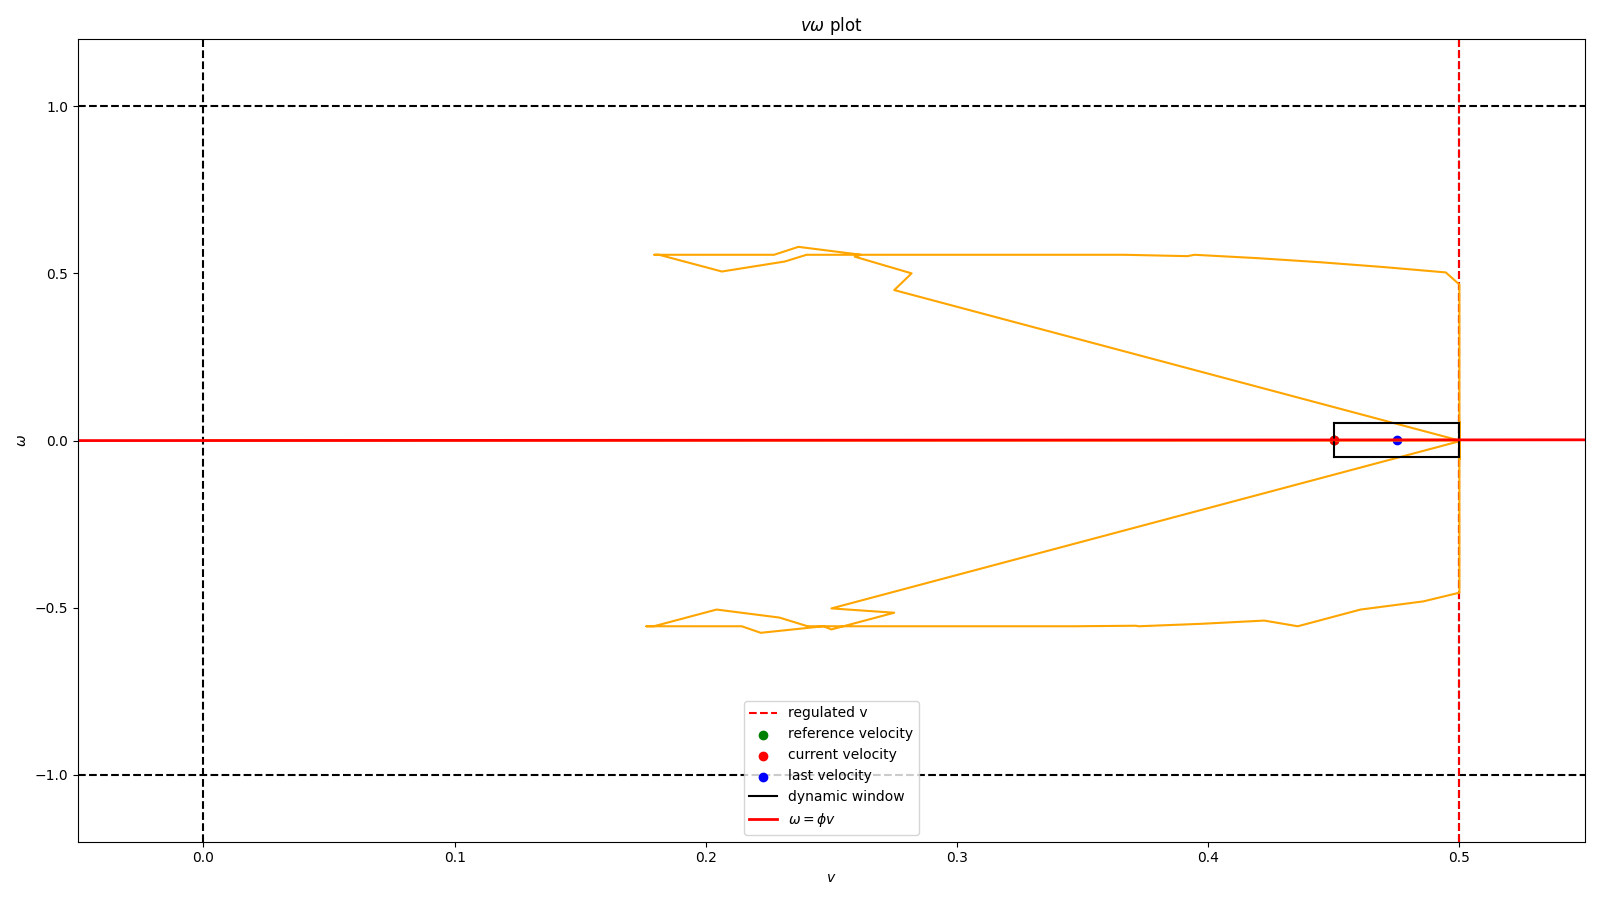 vω plot
ω
1.0
0.5
0.0
−0.5
−1.0
regulated v
reference velocity
current velocity
last velocity
dynamic window
ω = ϕv
0.0 0.1 0.2 0.3 0.4 0.5
v